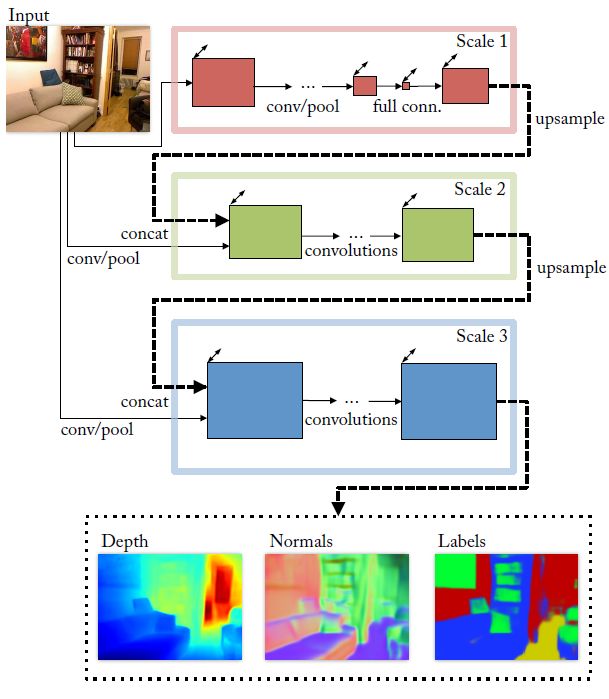 Input
Scale 1
...
conv/pool
full conn.
upsample
Scale 2
concat
...
convolutions
conv/pool
upsample
Scale 3
concat
...
convolutions
conv/pool
Depth
Normals
Labels